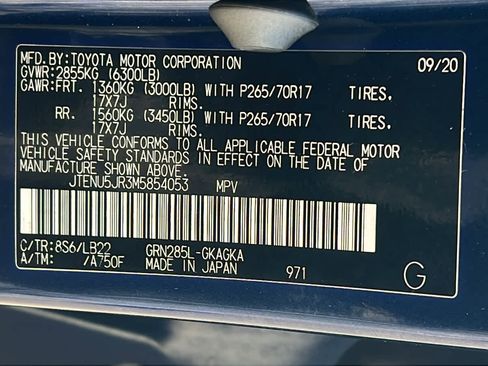 MFD.BY:TOYOTA MOTOR CORPORATION 09/20
GVWR:2855KG (6300LB)
GAWR:FRT. 1360KG (3000LB) WITH P265/70R17 TIRES,
17X7J RIMS.
RR. 1560KG (3450LB) WITH P265/70R17 TIRES,
17X7J RIMS.
THIS VEHICLE CONFORMS TO ALL APPLICABLE FEDERAL MOTOR
VEHICLE SAFETY STANDARDS IN EFFECT ON THE DATE OF
MANUFACTURE SHOWN ABOVE.
JTENU5JR3M5854053 MPV
C/TR:8S6/LB22 GRN285L-GKAGKA
A/TM: /A750F MADE IN JAPAN 971 G